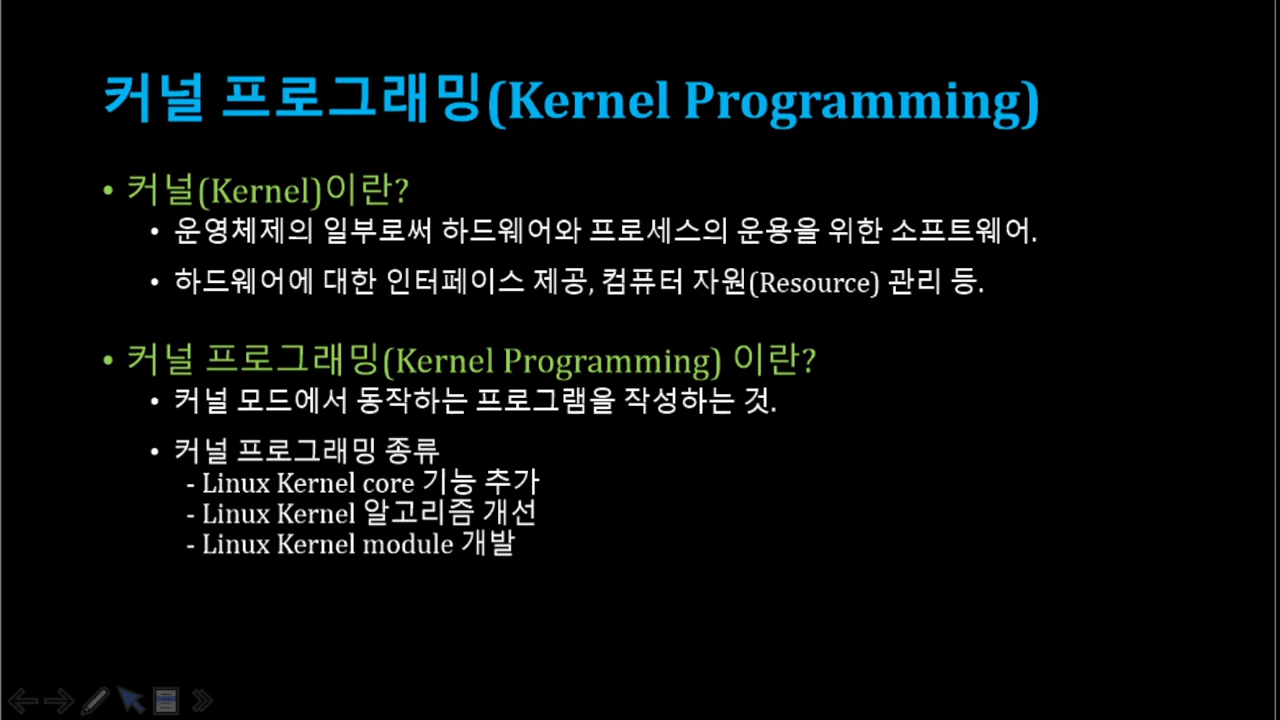 커널 프로그래밍(Kernel Programming)
• 커널(Kernel)이란?
• 운영체제의 일부로써 하드웨어와 프로세스의 운용을 위한 소프트웨어.
• 하드웨어에 대한 인터페이스 제공, 컴퓨터 자원(Resource) 관리 등.
• 커널 프로그래밍(Kernel Programming) 이란?
• 커널 모드에서 동작하는 프로그램을 작성하는 것.
• 커널 프로그래밍 종류
- Linux Kernel core 기능 추가
- Linux Kernel 알고리즘 개선
- Linux Kernel module 개발